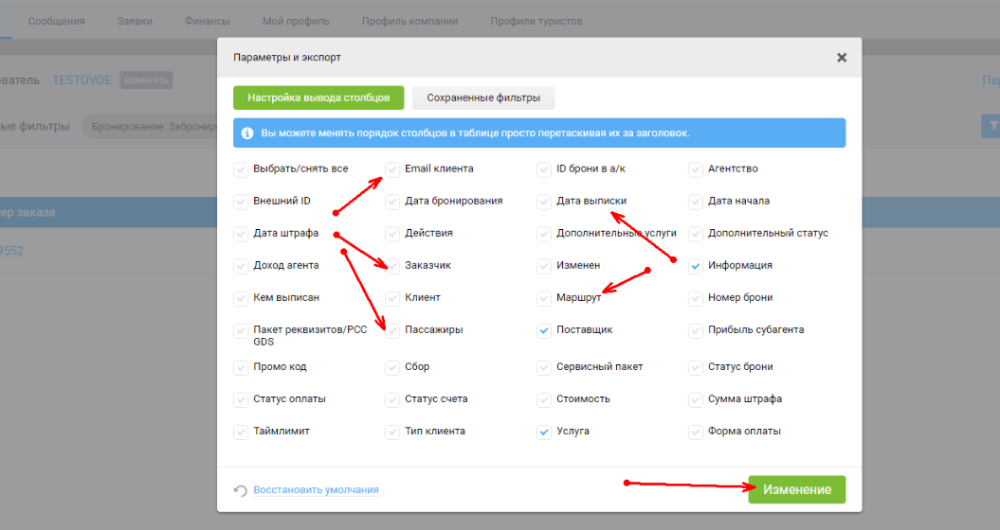 Сообщения Заявки Финансы Мой профиль Профиль компании Профили туристов
Параметры и экспорт
ователь TESTOVOE изменить
Настройка вывода столбцов Сохраненные фильтры
ые фильтры Бронирование: Заброниро
Вы можете менять порядок столбцов в таблице просто перетаскивая их за заголовок.
Выбрать/снять все Email клиента ID брони в а/к Агентство
Внешний ID Дата бронирования Дата выписки Дата начала
ер заказа
Дата штрафа Действия Дополнительные услуги Дополнительный статус
9552
Доход агента Заказчик Изменен Информация
Кем выписан Клиент Маршрут Номер брони
Пакет реквизитов/PCC Пассажиры Поставщик Прибыль субагента
GDS
Промо код Сбор Сервисный пакет Статус брони
Статус оплаты Статус счета Стоимость Сумма штрафа
Таймлимит Тип клиента Услуга Форма оплаты
Восстановить умолчания Изменение